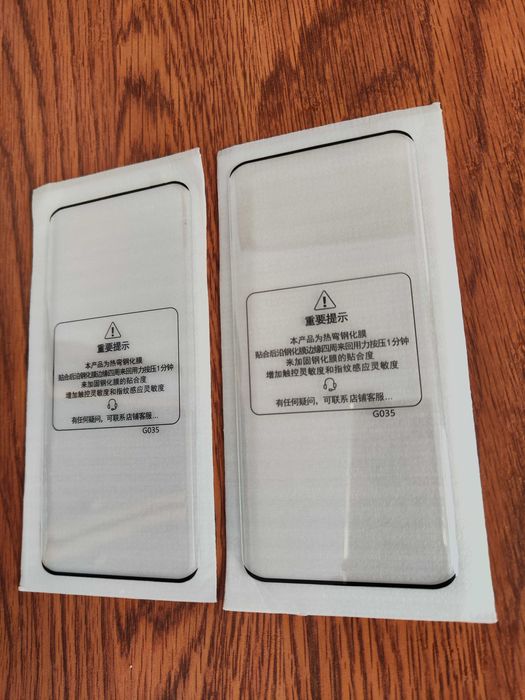 重要提示
本产品为热弯钢化膜
贴合后沿钢化膜边缘四周来回用力按压1分钟
来加固钢化膜的贴合度
增加触控灵敏度和指纹感应灵敏度
有任何疑问，可联系店铺客服...
G035
重要提示
本产品为热弯钢化膜
贴合后沿钢化膜边缘四周来回用力按压1分钟
来加固钢化膜的贴合度
增加触控灵敏度和指纹感应灵敏度
有任何疑问，可联系店铺客服...
G035